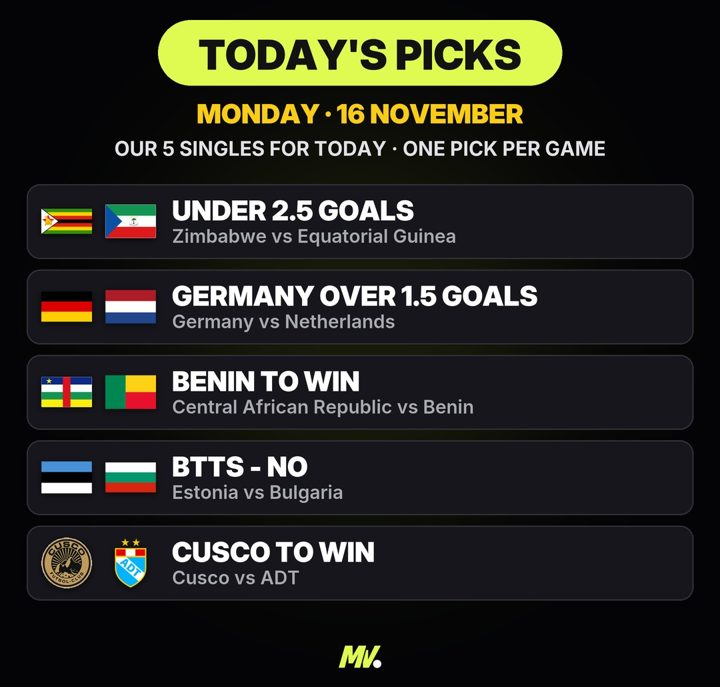 TODAY'S PICKS
MONDAY · 16 NOVEMBER
OUR 5 SINGLES FOR TODAY · ONE PICK PER GAME
UNDER 2.5 GOALS
Zimbabwe vs Equatorial Guinea
GERMANY OVER 1.5 GOALS
Germany vs Netherlands
BENIN TO WIN
Central African Republic vs Benin
BTTS - NO
Estonia vs Bulgaria
CUSCO
ADT
CUSCO TO WIN
Cusco vs ADT
MV.